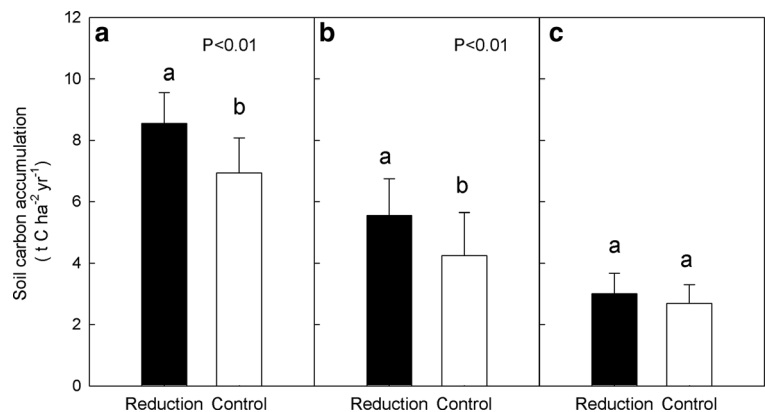 12
10
8
6
4
2
0
Soil carbon accumulation
( t C ha⁻² yr⁻¹)
a
P<0.01
a
b
Reduction Control
b
P<0.01
a
b
Reduction Control
c
a
a
Reduction Control